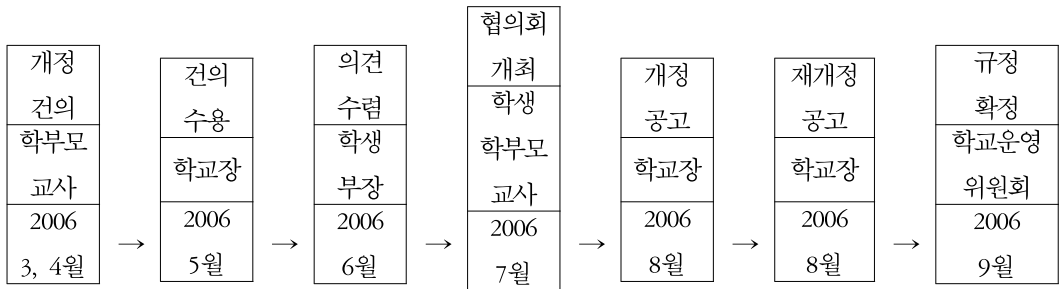 개정
건의
학부모
교사
2006
3, 4월
→
건의
수용
학교장
2006
5월
→
의견
수렴
학생
부장
2006
6월
→
협의회
개최
학생
학부모
교사
2006
7월
→
개정
공고
학교장
2006
8월
→
재개정
공고
학교장
2006
8월
→
규정
확정
학교운영
위원회
2006
9월